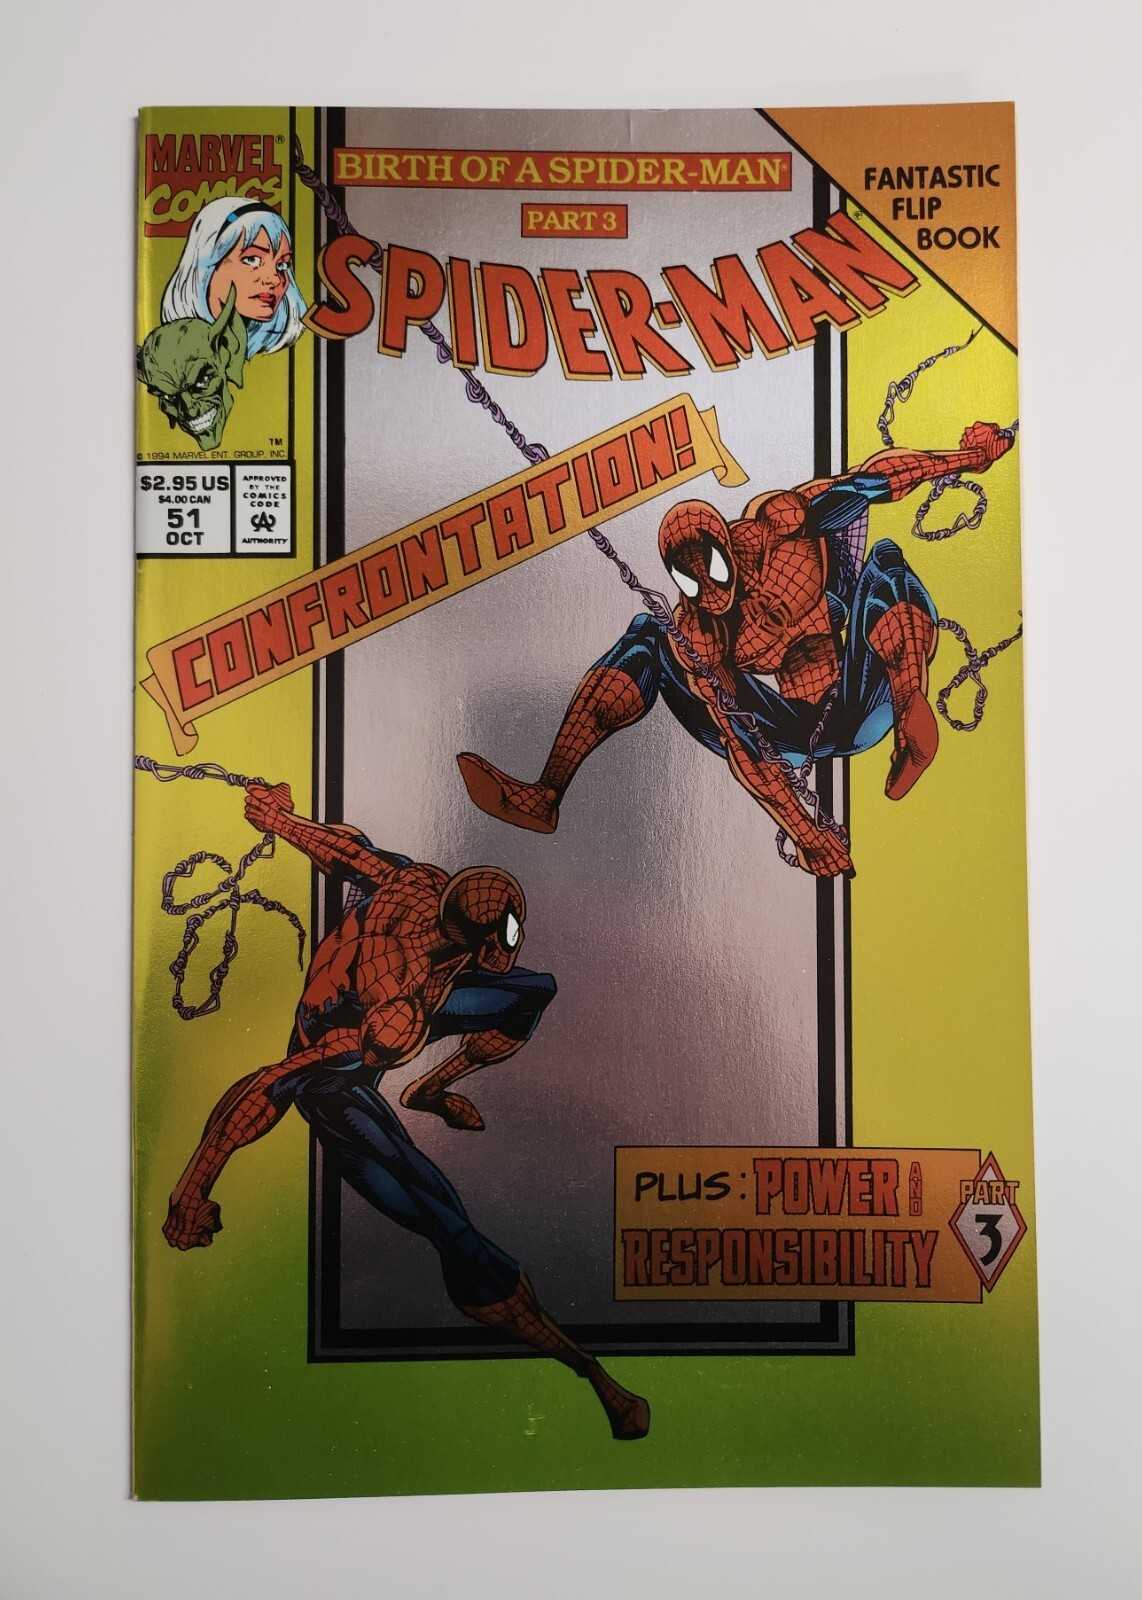 MARVEL®
COMICS
BIRTH OF A SPIDER-MAN®
PART 3
SPIDER-MAN®
FANTASTIC
FLIP
BOOK
TM
© 1994 MARVEL ENT. GROUP, INC.
$2.95 US
$4.00 CAN
51
OCT
APPROVED
BY THE
COMICS
CODE
CA
AUTHORITY
CONFRONTATION!
PLUS: POWER AND
RESPONSIBILITY
PART
3